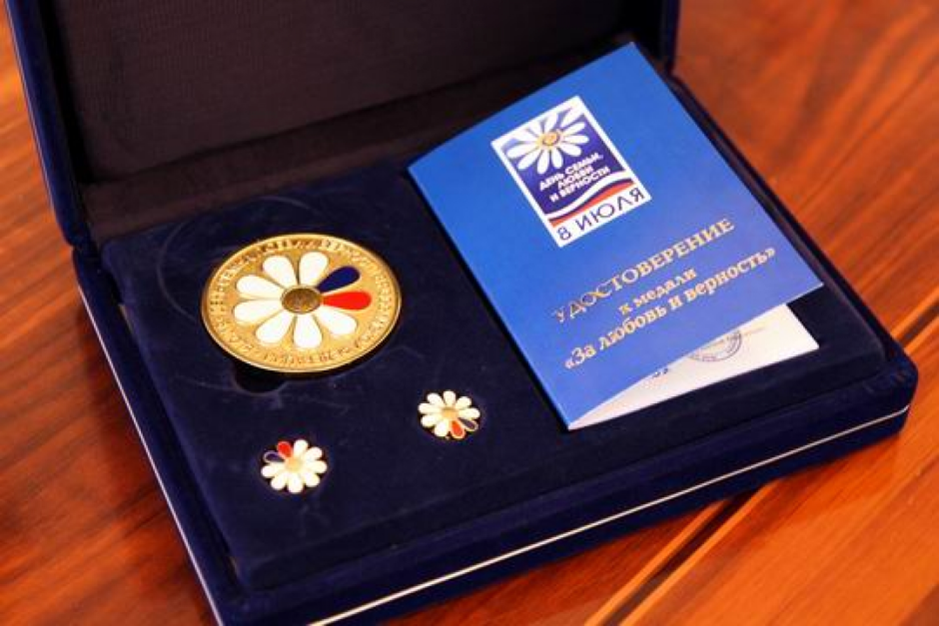 ДЕНЬ СЕМЬИ,
ЛЮБВИ
И ВЕРНОСТИ
8 ИЮЛЯ
УДОСТОВЕРЕНИЕ
к медали
«За любовь и верность»